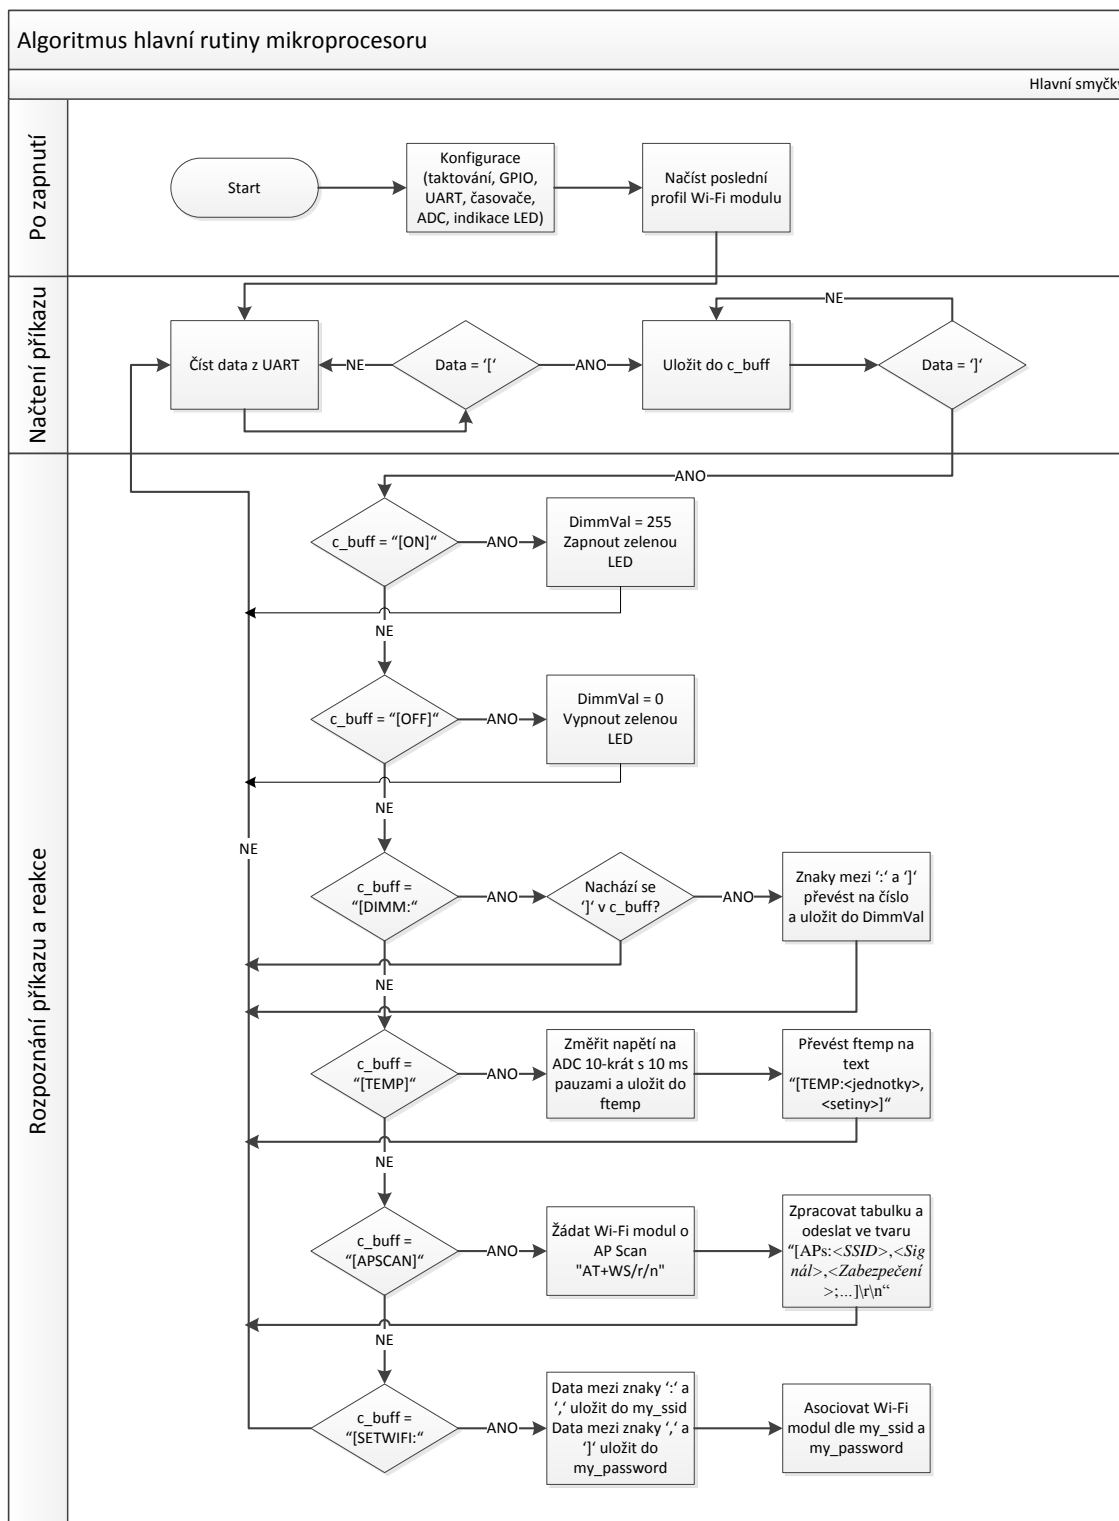 Algoritmus hlavní rutiny mikroprocesoru
Hlavní smyčky
Po zapnutí
Start
Konfigurace
(taktování, GPIO,
UART, časovače,
ADC, indikace LED)
Načíst poslední
profil Wi-Fi modulu
Načtení příkazu
Číst data z UART
NE
Data = ‘[‘
ANO
Uložit do c_buff
NE
Data = ‘]‘
ANO
Rozpoznání příkazu a reakce
c_buff = “[ON]“
ANO
DimmVal = 255
Zapnout zelenou
LED
NE
c_buff = “[OFF]“
ANO
DimmVal = 0
Vypnout zelenou
LED
NE
NE
c_buff =
“[DIMM:“
ANO
Nachází se
‘]‘ v c_buff?
ANO
Znaky mezi ‘:‘ a ‘]‘
převést na číslo
a uložit do DimmVal
NE
c_buff =
“[TEMP]“
ANO
Změřit napětí na
ADC 10-krát s 10 ms
pauzami a uložit do
ftemp
Převést ftemp na
text
“[TEMP:<jednotky>,
<setiny>]“
NE
c_buff =
“[APSCAN]“
ANO
Žádat Wi-Fi modul o
AP Scan
"AT+WS/r/n"
Zpracovat tabulku a
odeslat ve tvaru
“[APs:<SSID>,<Sig
nál>,<Zabezpečení
>;…]\r\n“
NE
c_buff =
“[SETWIFI:“
ANO
Data mezi znaky ‘:‘ a
‘,‘ uložit do my_ssid
Data mezi znaky ‘,‘ a
‘]‘ uložit do
my_password
Asociovat Wi-Fi
modul dle my_ssid a
my_password